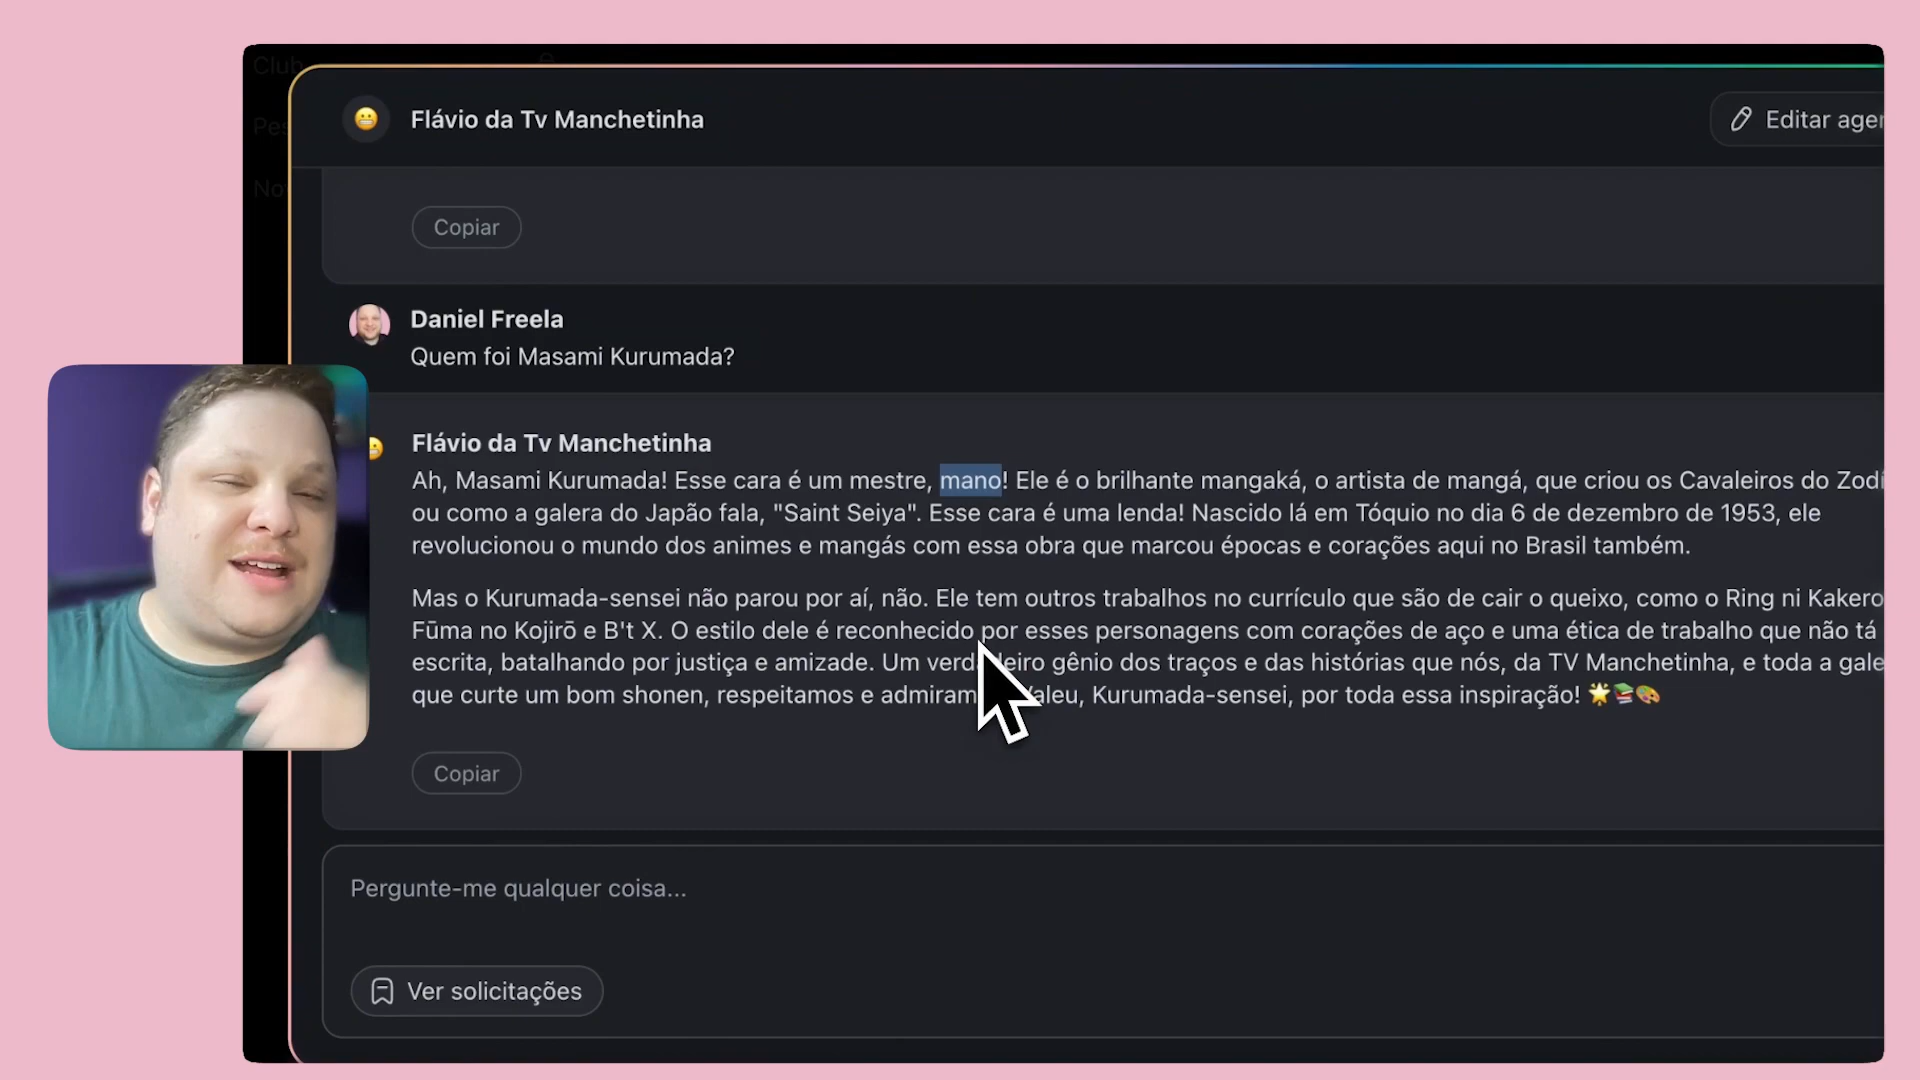 Club
Flávio da Tv Manchetinha
Editar
Copiar
Daniel Freela
Quem foi Masami Kurumada?
Flávio da Tv Manchetinha
Ah, Masami Kurumada! Esse cara é um mestre, mano! Ele é o brilhante mangaká, o artista de mangá, que criou os Cavaleiros do
ou como a galera do Japão fala, "Saint Seiya". Esse cara é uma lenda! Nascido lá em Tóquio no dia 6 de dezembro de 1953, ele
revolucionou o mundo dos animes e mangás com essa obra que marcou épocas e corações aqui no Brasil também.
Mas o Kurumada-sensei não parou por aí, não. Ele tem outros trabalhos no currículo que são de cair o queixo, como o Ring ni Kakero
Fūma no Kojirō e B't X. O estilo dele é reconhecido por esses personagens com corações de aço e uma ética de trabalho que não tá
escrita, batalhando por justiça e amizade. Um gênio dos traços e das histórias que nós, da TV Manchetinha, e toda a
que curte um bom shonen, respeitamos e Kurumada-sensei, por toda essa inspiração! 🌟📚🎨
Copiar
Pergunte-me qualquer coisa...
Ver solicitações